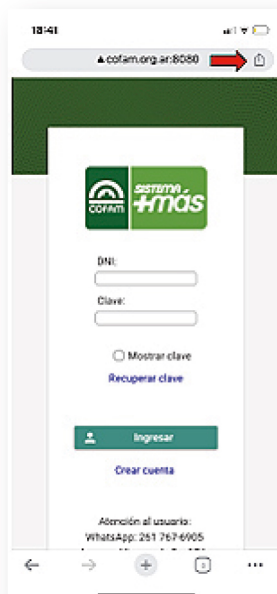 18:41
cofam.org.ar:8080
COFAM
SISTEMA
+más
DNI:
Clave:
Mostrar clave
Recuperar clave
Ingresar
Crear cuenta
Atención al usuario:
WhatsApp: 261 767-6905